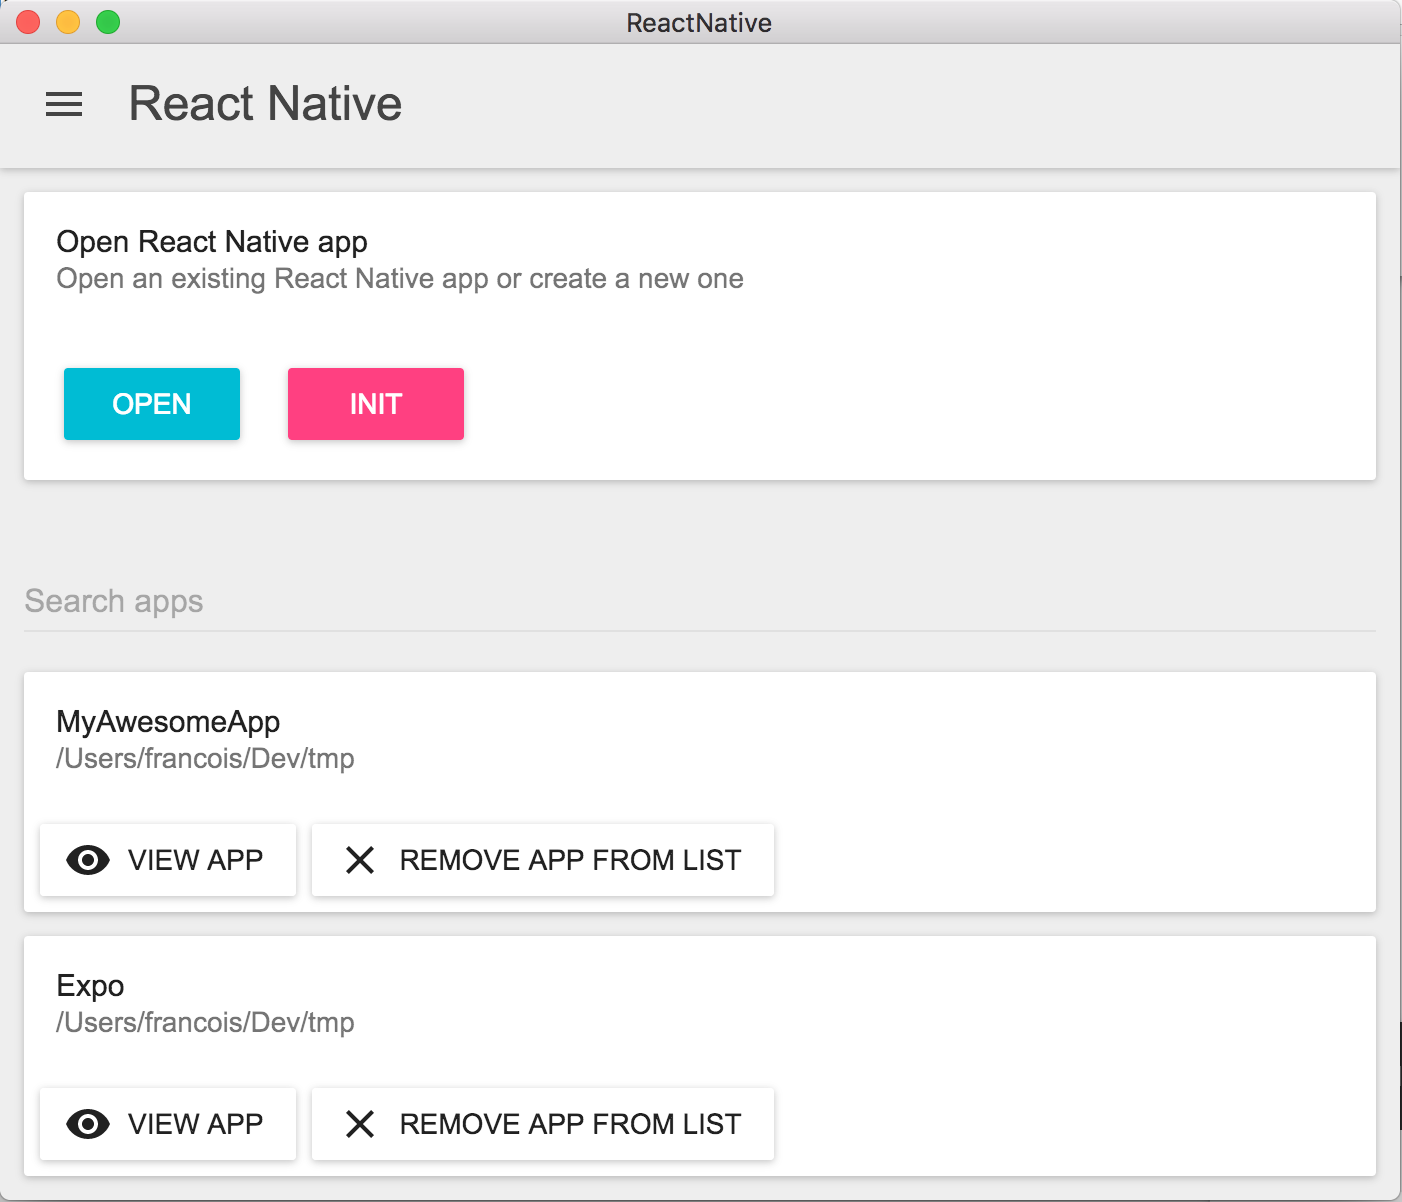 ReactNative
React Native
Open React Native app
Open an existing React Native app or create a new one
OPEN INIT
Search apps
MyAwesomeApp
/Users/francois/Dev/tmp
VIEW APP REMOVE APP FROM LIST
Expo
/Users/francois/Dev/tmp
VIEW APP REMOVE APP FROM LIST